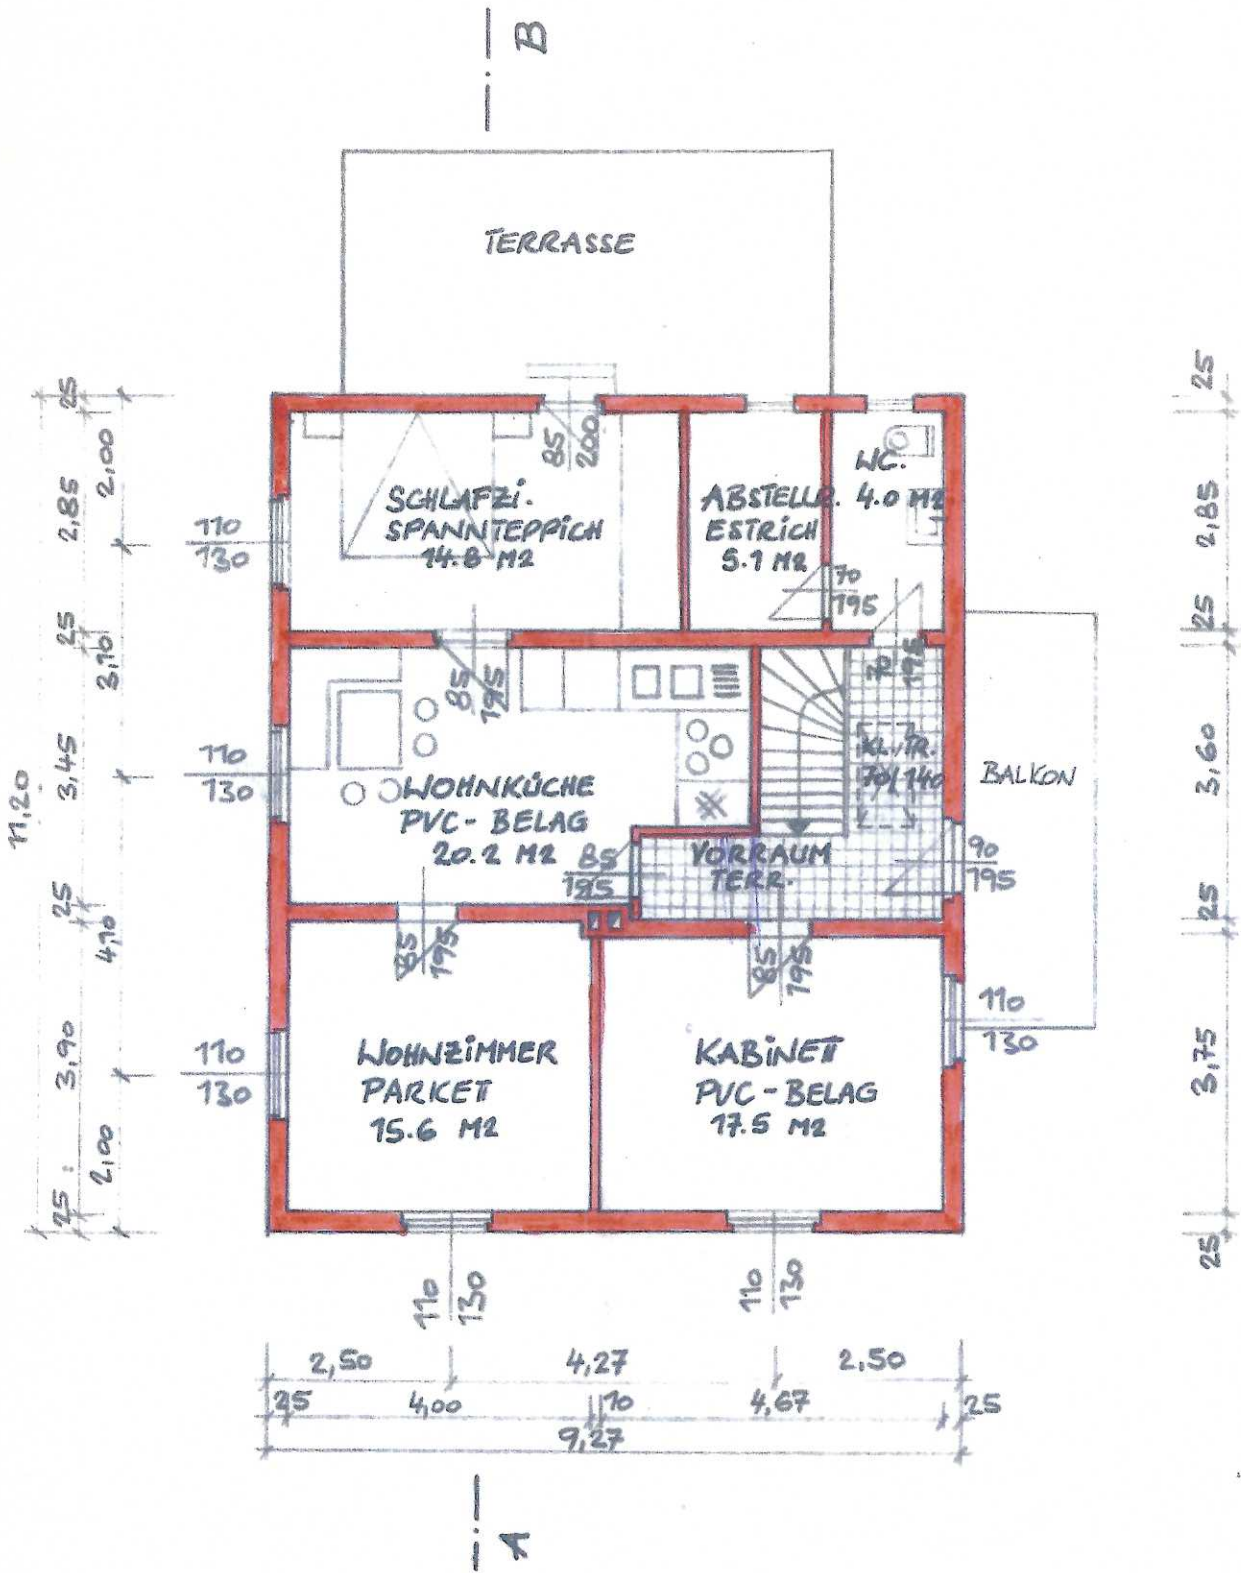 B
TERRASSE
25
2,85
25
3,45
25
3,90
25
2,00
3,10
4,10
2,00
11,20
85
200
SCHLAFZI.
SPANNTEPPICH
14.8 M2
ABSTELLR.
ESTRICH
5.1 M2
WC.
4.0 M2
110
130
70
195
85
195
70
195
110
130
WOHNKÜCHE
PVC-BELAG
20.2 M2
KL.TR.
70/140
BALKON
85
195
VORRAUM
TERR.
90
195
85
195
85
195
110
130
WOHNZIMMER
PARKET
15.6 M2
KABINETT
PVC-BELAG
17.5 M2
110
130
110
130
110
130
25
2,85
25
3,60
25
3,75
25
2,50
4,27
2,50
25
4,00
10
4,67
25
9,27
A